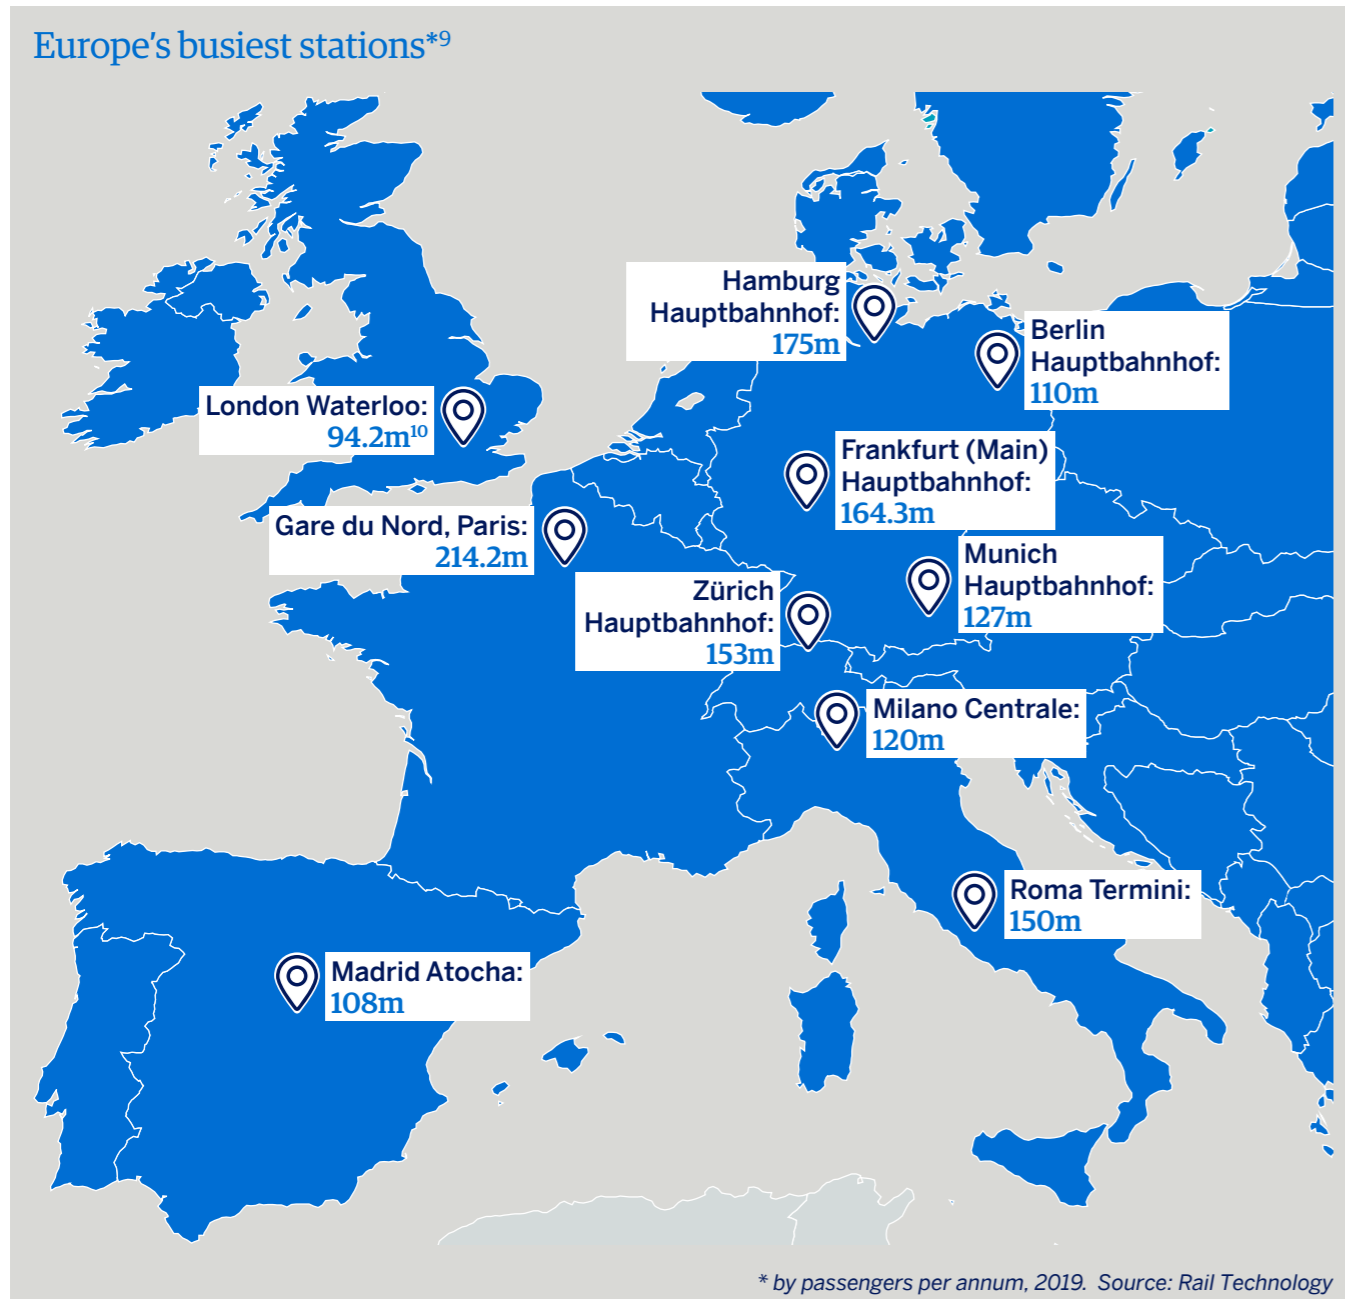 Europe's busiest stations*⁹
Hamburg
Hauptbahnhof:
175m
Berlin
Hauptbahnhof:
110m
London Waterloo:
94.2m¹⁰
Frankfurt (Main)
Hauptbahnhof:
164.3m
Gare du Nord, Paris:
214.2m
Munich
Hauptbahnhof:
127m
Zürich
Hauptbahnhof:
153m
Milano Centrale:
120m
Roma Termini:
150m
Madrid Atocha:
108m
* by passengers per annum, 2019. Source: Rail Technology